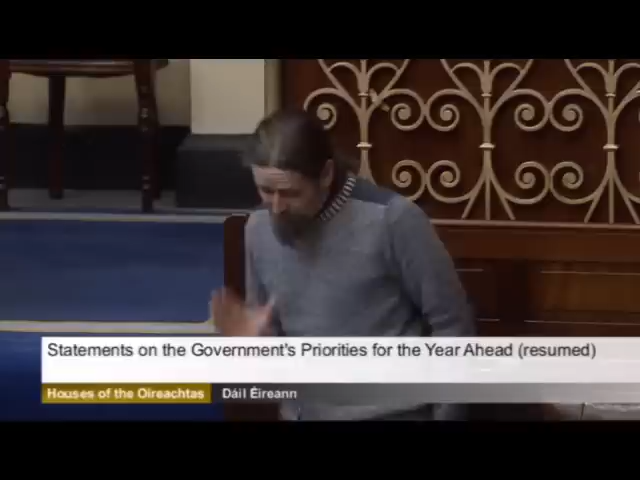 Statements on the Government's Priorities for the Year Ahead (resumed)
Houses of the Oireachtas Dáil Éireann